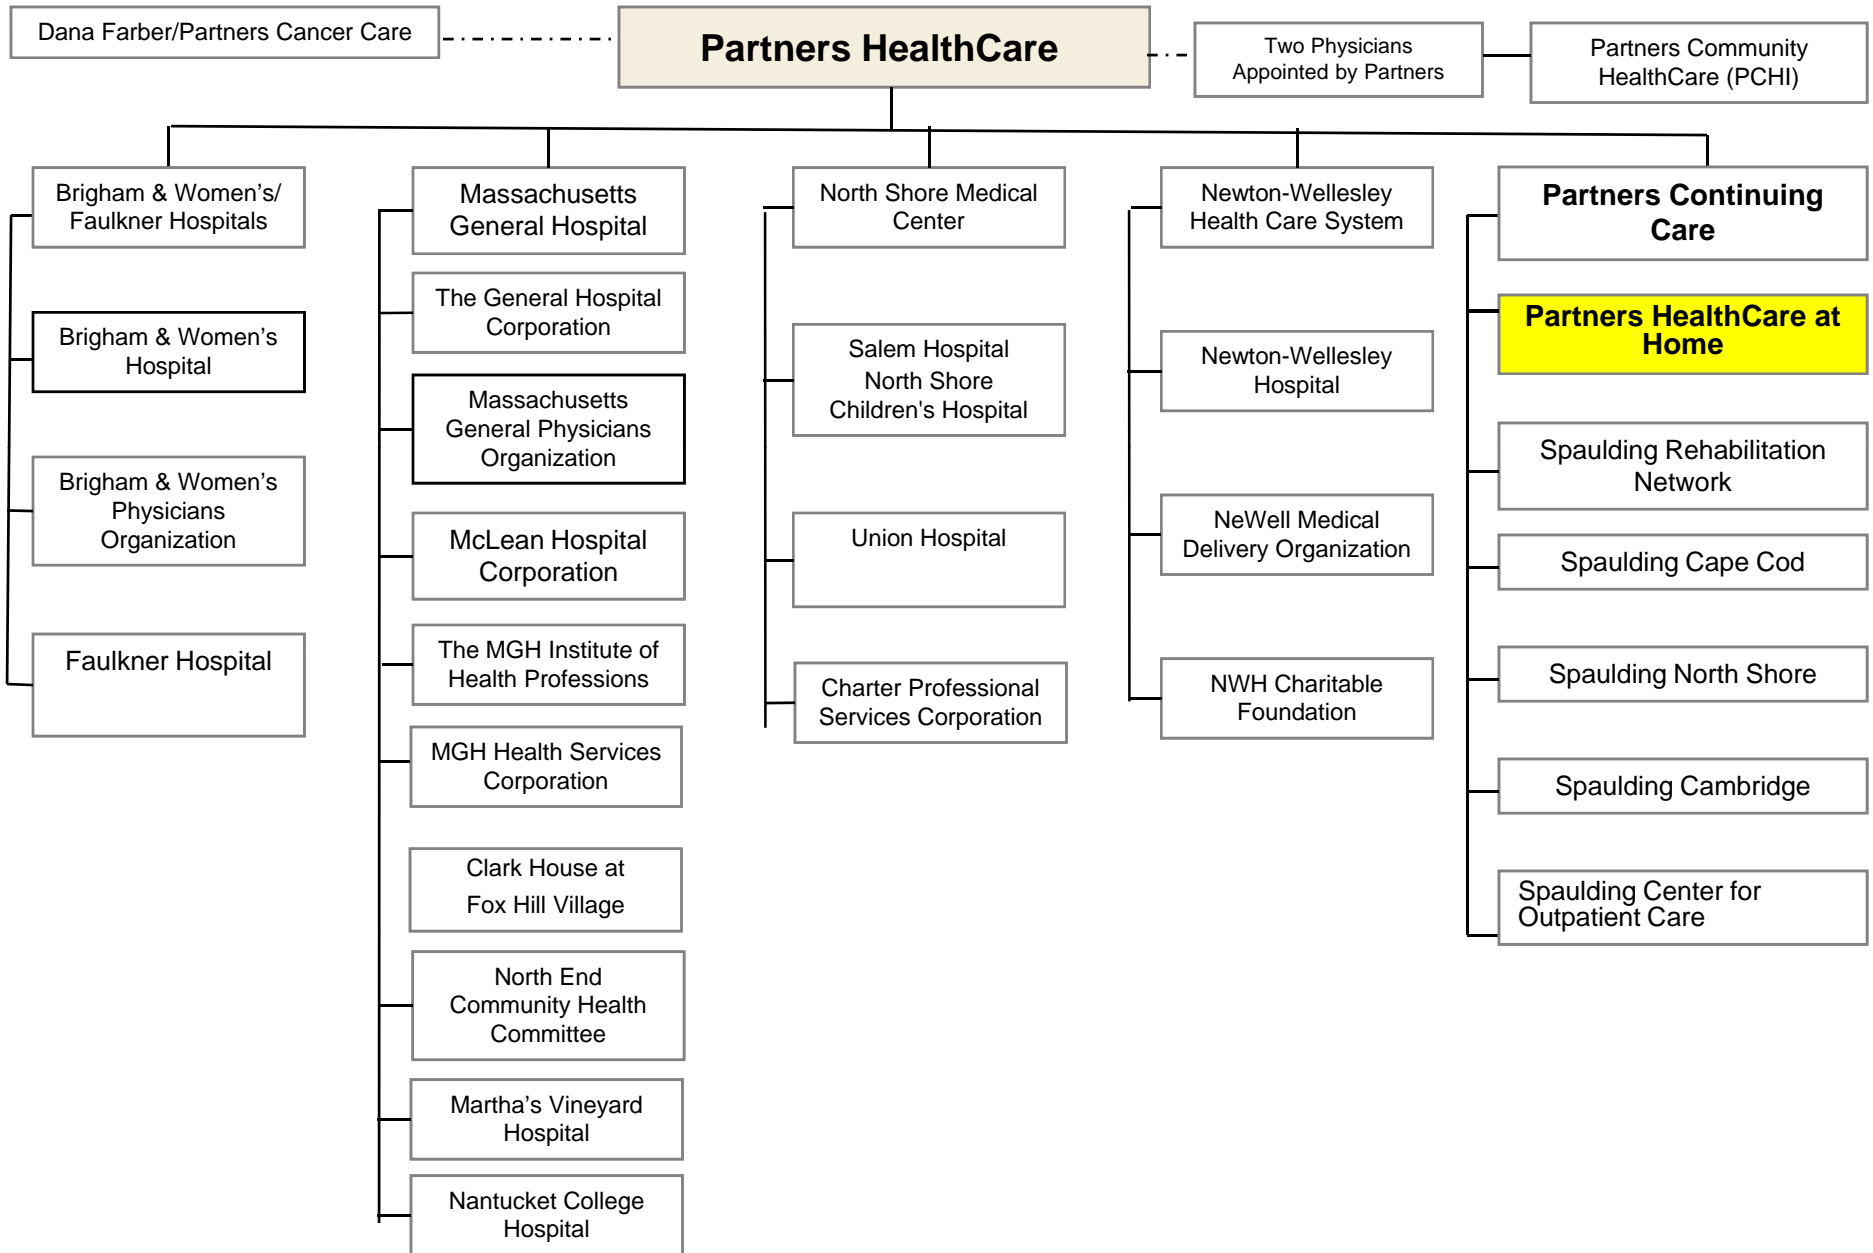 Dana Farber/Partners Cancer Care
Partners HealthCare
Two Physicians
Appointed by Partners
Partners Community
HealthCare (PCHI)
Brigham & Women's/
Faulkner Hospitals
Brigham & Women's
Hospital
Brigham & Women's
Physicians
Organization
Faulkner Hospital
Massachusetts
General Hospital
The General Hospital
Corporation
Massachusetts
General Physicians
Organization
McLean Hospital
Corporation
The MGH Institute of
Health Professions
MGH Health Services
Corporation
Clark House at
Fox Hill Village
North End
Community Health
Committee
Martha's Vineyard
Hospital
Nantucket College
Hospital
North Shore Medical
Center
Salem Hospital
North Shore
Children's Hospital
Union Hospital
Charter Professional
Services Corporation
Newton-Wellesley
Health Care System
Newton-Wellesley
Hospital
NeWell Medical
Delivery Organization
NWH Charitable
Foundation
Partners Continuing
Care
Partners HealthCare at
Home
Spaulding Rehabilitation
Network
Spaulding Cape Cod
Spaulding North Shore
Spaulding Cambridge
Spaulding Center for
Outpatient Care